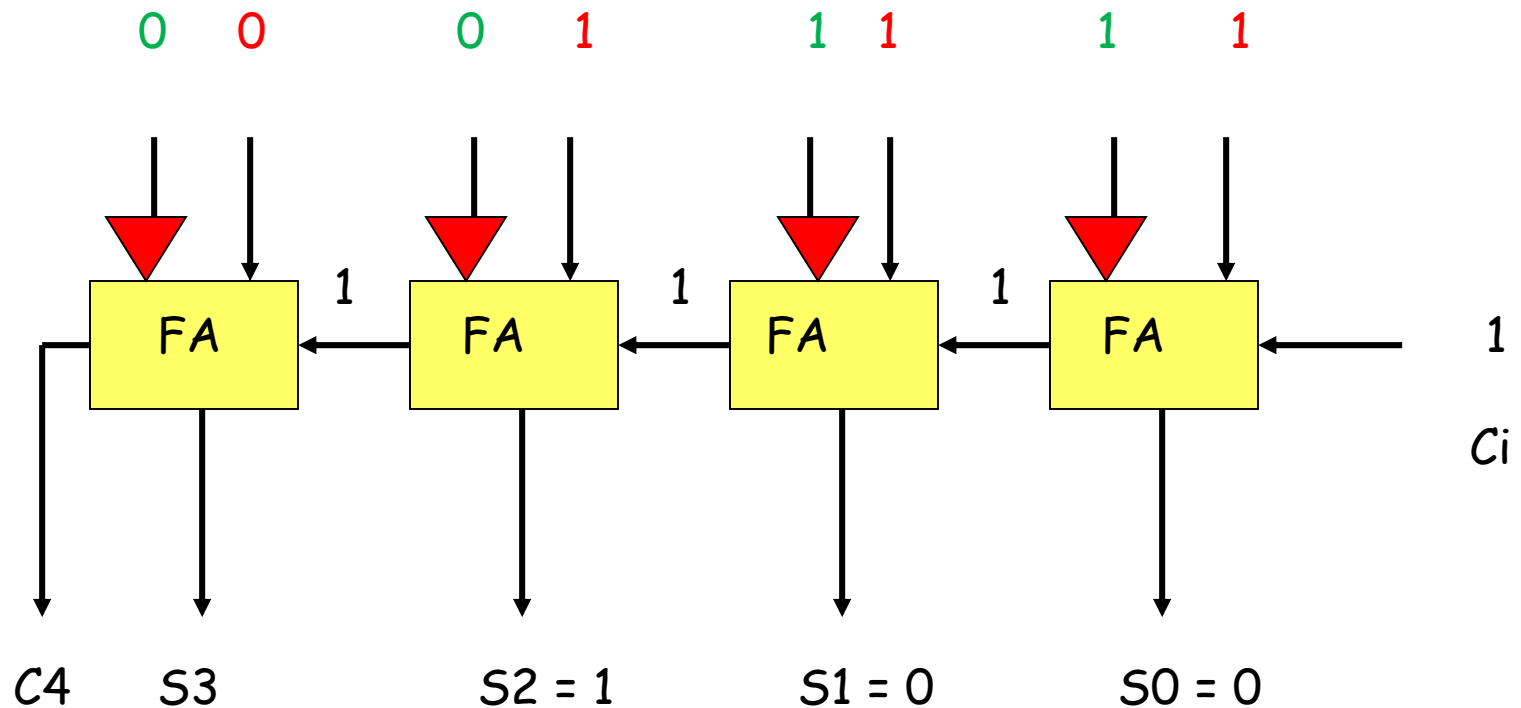 0 0 0 1 1 1 1 1
1 1 1
FA FA FA FA 1
Ci
C4 S3 S2 = 1 S1 = 0 S0 = 0